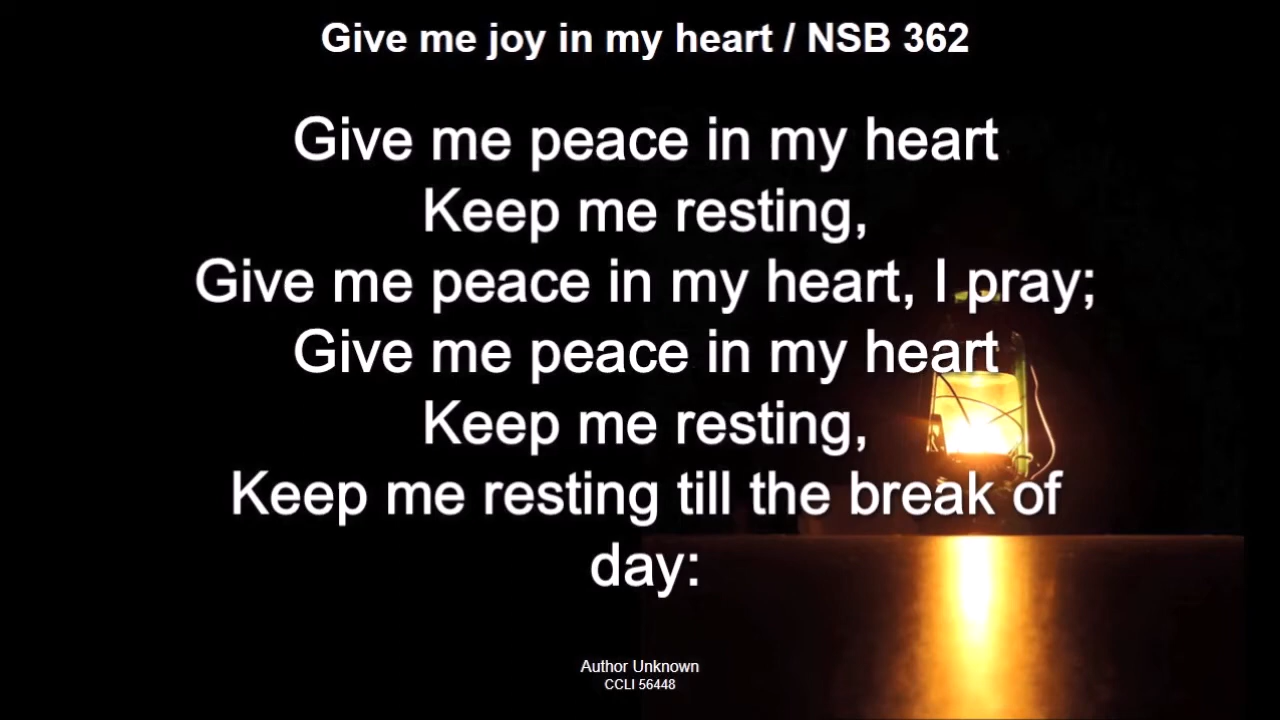 Give me joy in my heart / NSB 362
Give me peace in my heart
Keep me resting,
Give me peace in my heart, I pray;
Give me peace in my heart
Keep me resting,
Keep me resting till the break of
day:
Author Unknown
CCLI 56448